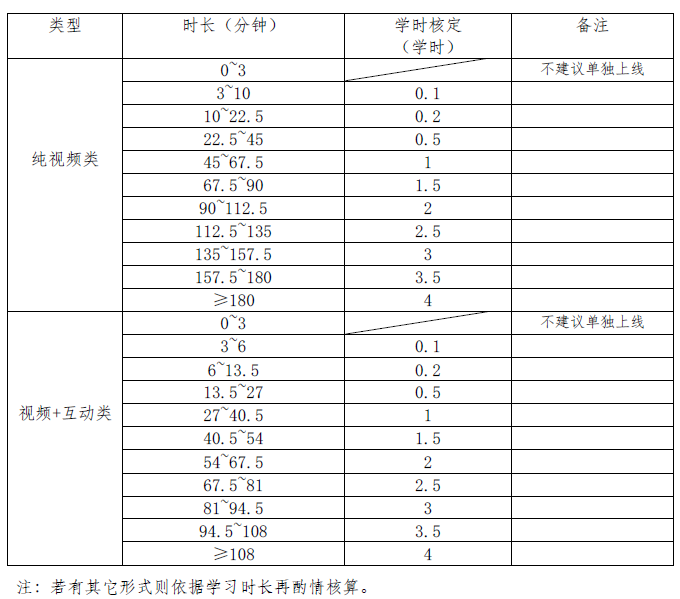 类型 时长（分钟） 学时核定 备注
（学时）
0~3 不建议单独上线
3~10 0.1
10~22.5 0.2
22.5~45 0.5
纯视频类 45~67.5 1
67.5~90 1.5
90~112.5 2
112.5~135 2.5
135~157.5 3
157.5~180 3.5
≥180 4
0~3 不建议单独上线
3~6 0.1
6~13.5 0.2
13.5~27 0.5
视频+互动类 27~40.5 1
40.5~54 1.5
54~67.5 2
67.5~81 2.5
81~94.5 3
94.5~108 3.5
≥108 4
注：若有其它形式则依据学习时长再酌情核算。